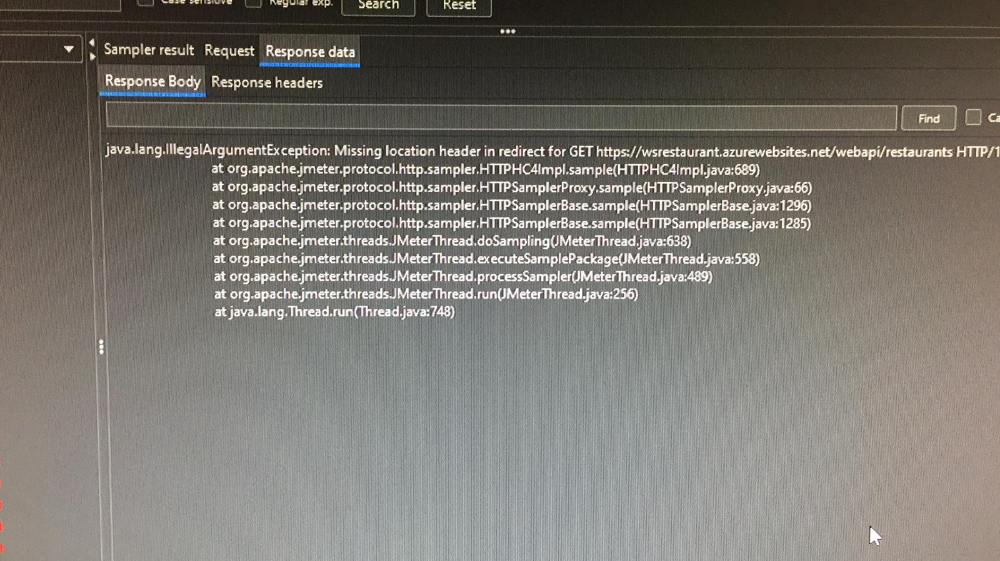 Case sensitive Regular exp. Search Reset
Sampler result Request Response data
Response Body Response headers
Find
java.lang.IllegalArgumentException: Missing location header in redirect for GET https://wsrestaurant.azurewebsites.net/webapi/restaurants HTTP/1
at org.apache.jmeter.protocol.http.sampler.HTTPHC4Impl.sample(HTTPHC4Impl.java:689)
at org.apache.jmeter.protocol.http.sampler.HTTPSamplerProxy.sample(HTTPSamplerProxy.java:66)
at org.apache.jmeter.protocol.http.sampler.HTTPSamplerBase.sample(HTTPSamplerBase.java:1296)
at org.apache.jmeter.protocol.http.sampler.HTTPSamplerBase.sample(HTTPSamplerBase.java:1285)
at org.apache.jmeter.threads.JMeterThread.doSampling(JMeterThread.java:638)
at org.apache.jmeter.threads.JMeterThread.executeSamplePackage(JMeterThread.java:558)
at org.apache.jmeter.threads.JMeterThread.processSampler(JMeterThread.java:489)
at org.apache.jmeter.threads.JMeterThread.run(JMeterThread.java:256)
at java.lang.Thread.run(Thread.java:748)